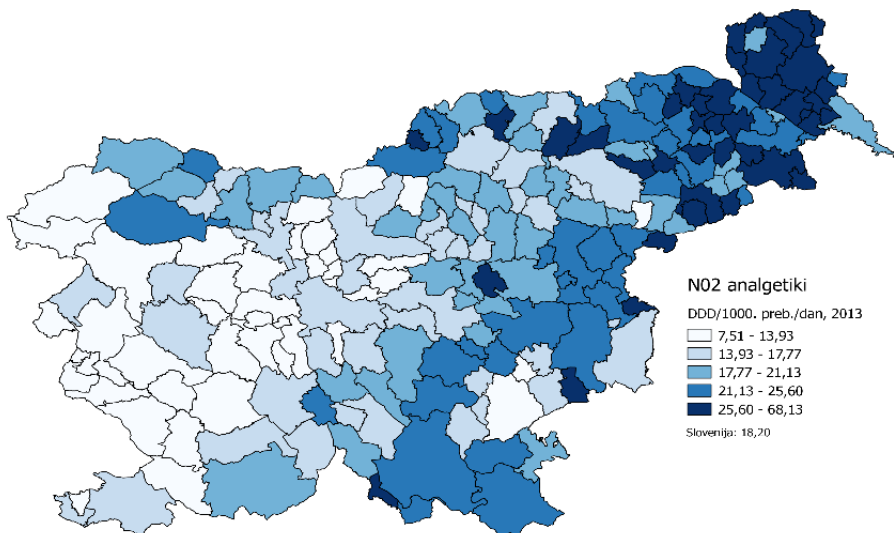 N02 analgetiki
DDD/1000. preb./dan, 2013
7,51 - 13,93
13,93 - 17,77
17,77 - 21,13
21,13 - 25,60
25,60 - 68,13
Slovenija: 18,20